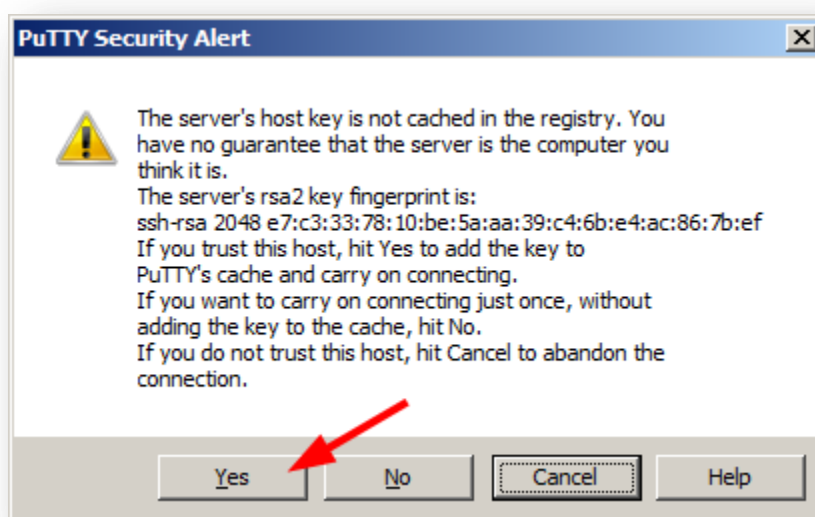 PuTTY Security Alert
The server's host key is not cached in the registry. You
have no guarantee that the server is the computer you
think it is.
The server's rsa2 key fingerprint is:
ssh-rsa 2048 e7:c3:33:78:10:be:5a:aa:39:c4:6b:e4:ac:86:7b:ef
If you trust this host, hit Yes to add the key to
PuTTY's cache and carry on connecting.
If you want to carry on connecting just once, without
adding the key to the cache, hit No.
If you do not trust this host, hit Cancel to abandon the
connection.
Yes No Cancel Help